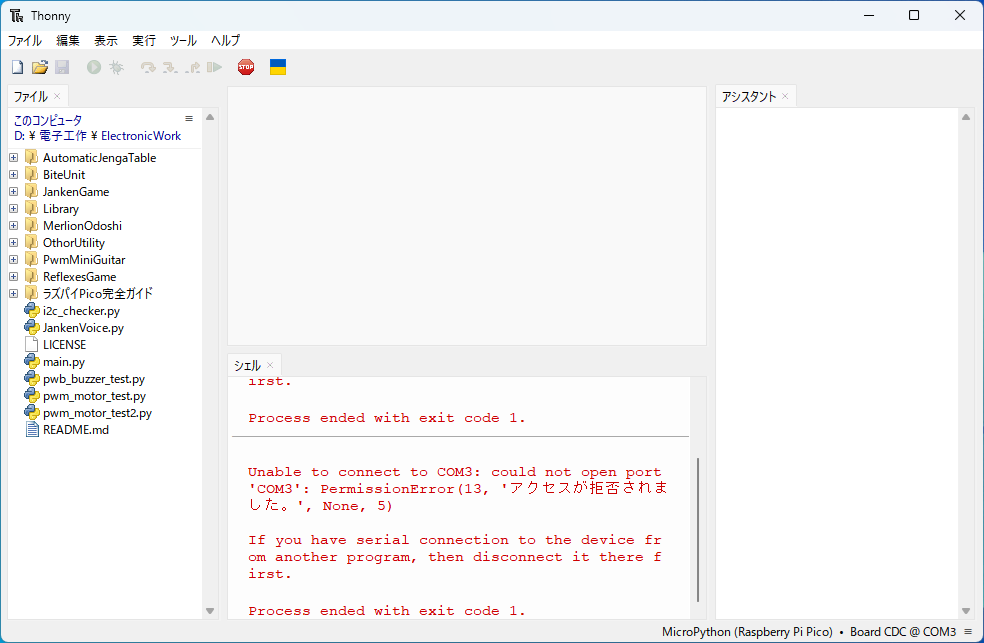 Thonny
ファイル 編集 表示 実行 ツール ヘルプ
STOP
ファイル
このコンピュータ
D: ¥ 電子工作 ¥ ElectronicWork
AutomaticJengaTable
BiteUnit
JankenGame
Library
MerlionOdoshi
OthorUtility
PwmMiniGuitar
ReflexesGame
ラズパイPico完全ガイド
i2c_checker.py
JankenVoice.py
LICENSE
main.py
pwb_buzzer_test.py
pwm_motor_test.py
pwm_motor_test2.py
README.md
シェル
irst.
Process ended with exit code 1.
Unable to connect to COM3: could not open port
'COM3': PermissionError(13, 'アクセスが拒否されま
した。', None, 5)
If you have serial connection to the device fr
om another program, then disconnect it there f
irst.
Process ended with exit code 1.
アシスタント
MicroPython (Raspberry Pi Pico) • Board CDC @ COM3